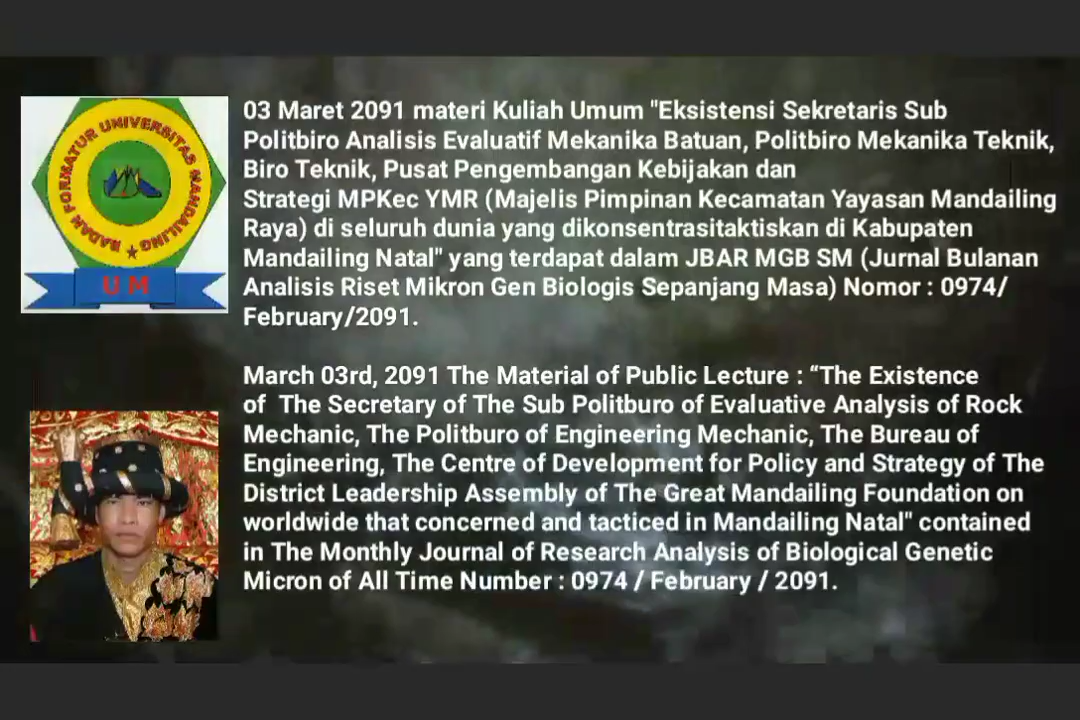 BADAN FORMATUR UNIVERSITAS MANDAILING
U M
03 Maret 2091 materi Kuliah Umum "Eksistensi Sekretaris Sub
Politbiro Analisis Evaluatif Mekanika Batuan, Politbiro Mekanika Teknik,
Biro Teknik, Pusat Pengembangan Kebijakan dan
Strategi MPKec YMR (Majelis Pimpinan Kecamatan Yayasan Mandailing
Raya) di seluruh dunia yang dikonsentrasitaktiskan di Kabupaten
Mandailing Natal" yang terdapat dalam JBAR MGB SM (Jurnal Bulanan
Analisis Riset Mikron Gen Biologis Sepanjang Masa) Nomor : 0974/
February/2091.
March 03rd, 2091 The Material of Public Lecture : “The Existence
of  The Secretary of The Sub Politburo of Evaluative Analysis of Rock
Mechanic, The Politburo of Engineering Mechanic, The Bureau of
Engineering, The Centre of Development for Policy and Strategy of The
District Leadership Assembly of The Great Mandailing Foundation on
worldwide that concerned and tacticed in Mandailing Natal" contained
in The Monthly Journal of Research Analysis of Biological Genetic
Micron of All Time Number : 0974 / February / 2091.